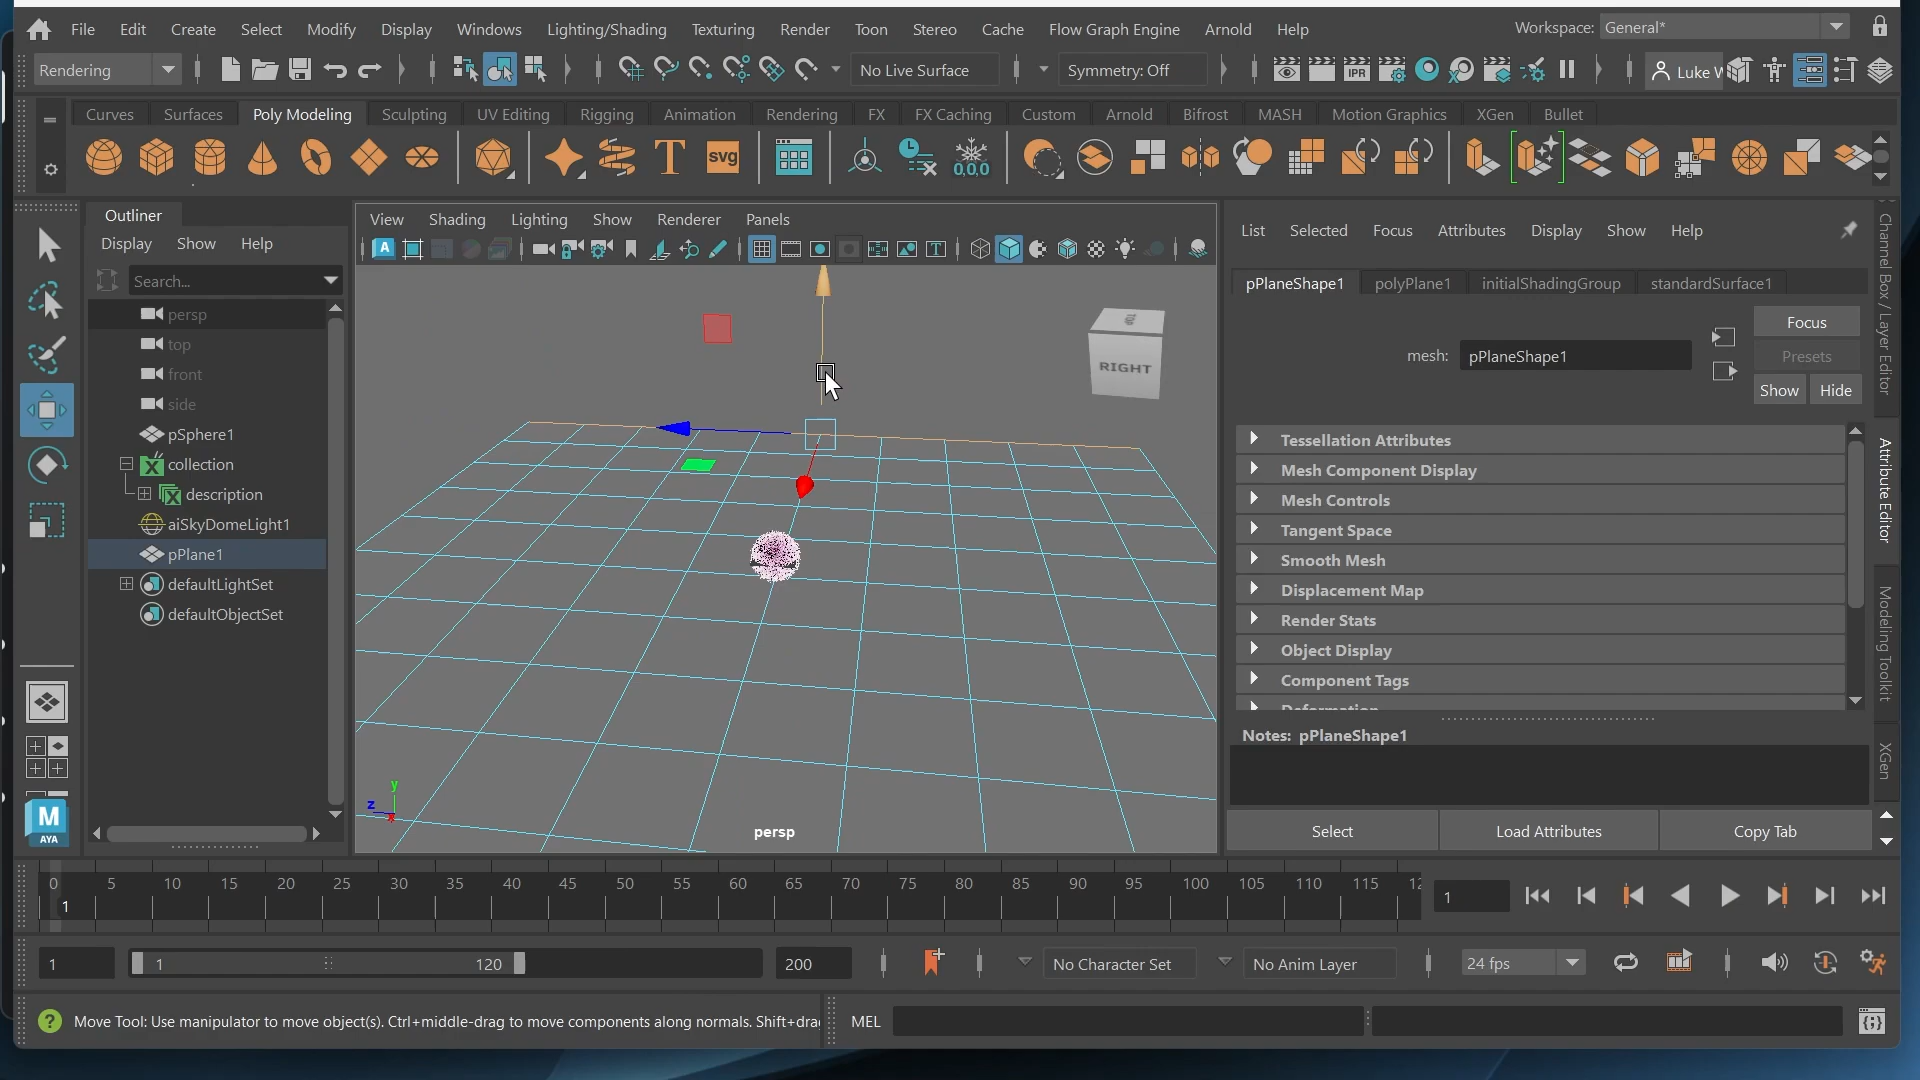 File Edit Create Select Modify Display Windows Lighting/Shading Texturing Render Toon Stereo Cache Flow Graph Engine Arnold Help Workspace: General*
Rendering No Live Surface Symmetry: Off IPR Luke
Curves Surfaces Poly Modeling Sculpting UV Editing Rigging Animation Rendering FX FX Caching Custom Arnold Bifrost MASH Motion Graphics XGen Bullet
T svg 0,0,0
Outliner
Display Show Help
Search...
persp
top
front
side
pSphere1
collection
description
aiSkyDomeLight1
pPlane1
defaultLightSet
defaultObjectSet
M
AYA
View Shading Lighting Show Renderer Panels
A T
TOP
RIGHT
y
z
x
persp
List Selected Focus Attributes Display Show Help
pPlaneShape1 polyPlane1 initialShadingGroup standardSurface1
Focus
mesh: pPlaneShape1
Presets
Show Hide
Tessellation Attributes
Mesh Component Display
Mesh Controls
Tangent Space
Smooth Mesh
Displacement Map
Render Stats
Object Display
Component Tags
Deformation
Notes: pPlaneShape1
Select Load Attributes Copy Tab
Channel Box / Layer Editor
Attribute Editor
Modeling Toolkit
XGen
0 5 10 15 20 25 30 35 40 45 50 55 60 65 70 75 80 85 90 95 100 105 110 115 12
1
1
1 1 120 200 No Character Set No Anim Layer 24 fps
Move Tool: Use manipulator to move object(s). Ctrl+middle-drag to move components along normals. Shift+drag MEL